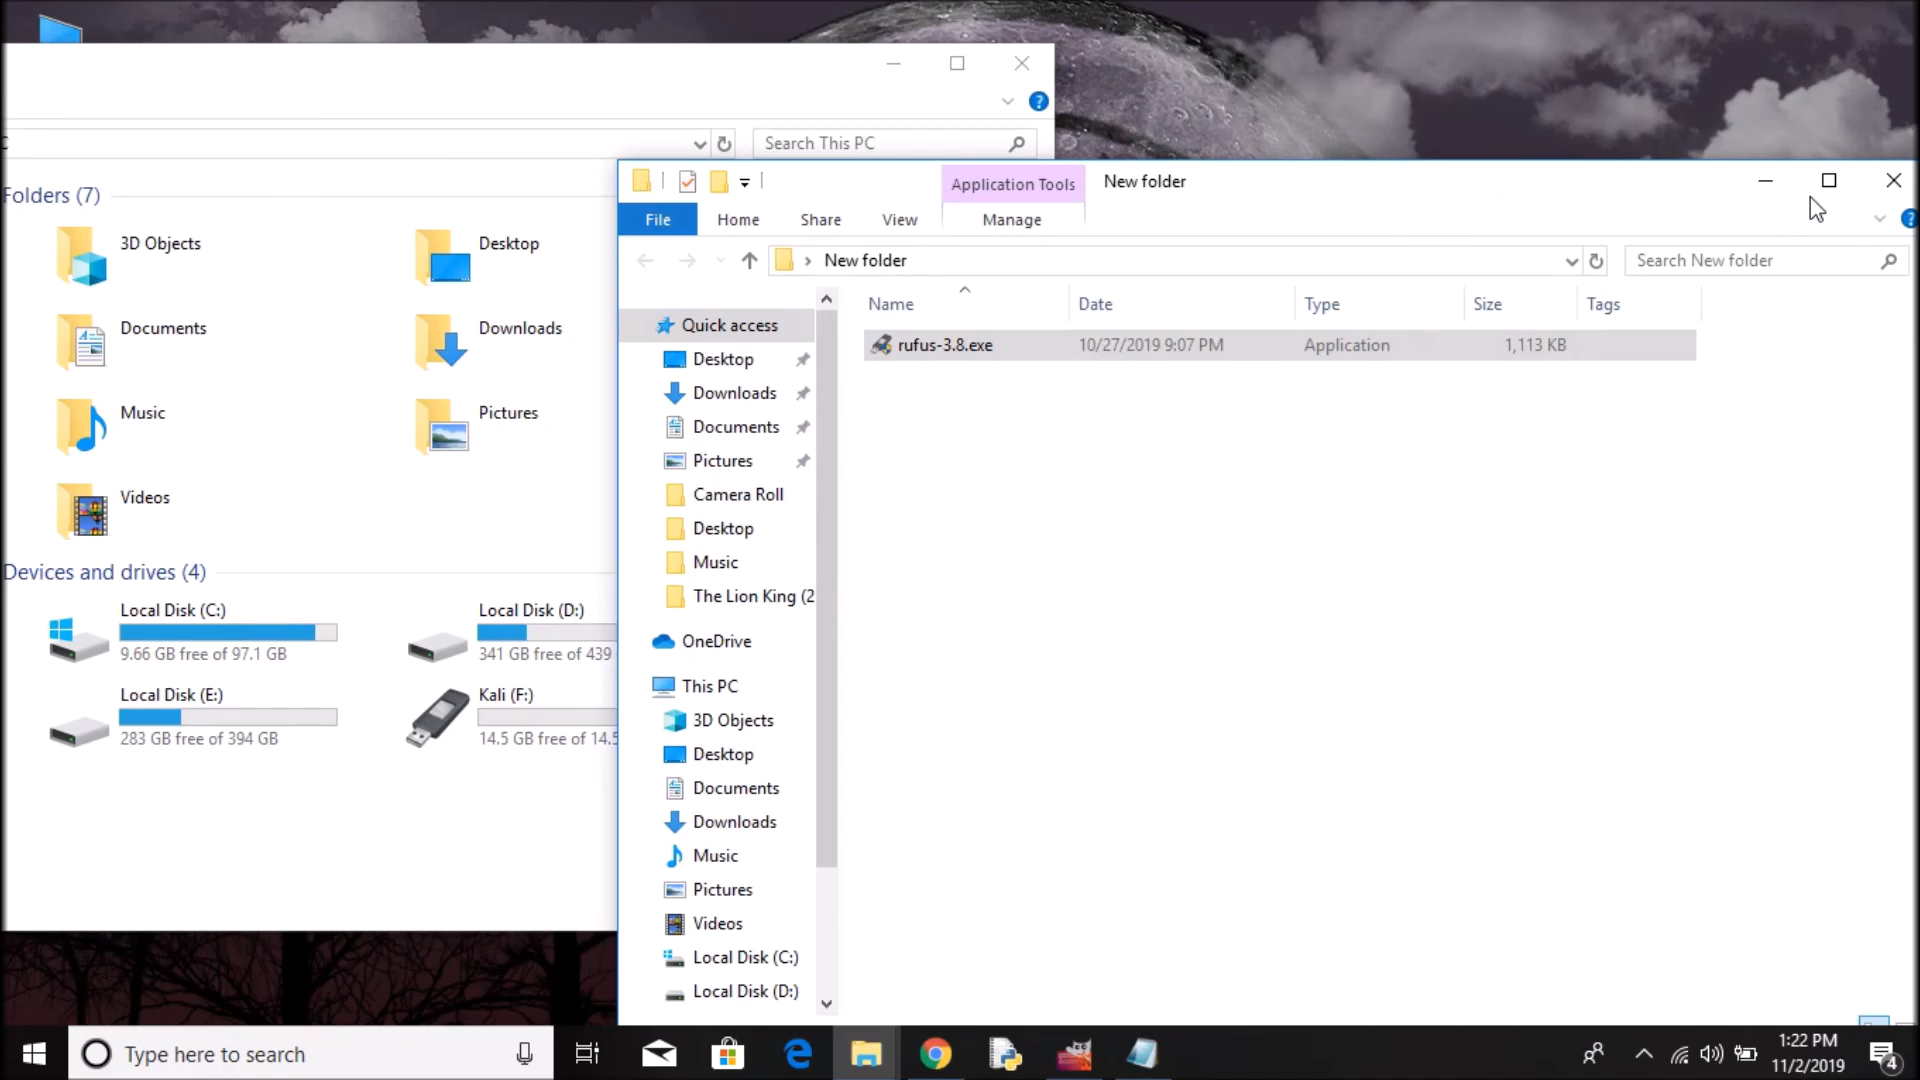 Search This PC
Folders (7)
3D Objects
Desktop
Documents
Downloads
Music
Pictures
Videos
Devices and drives (4)
Local Disk (C:)
9.66 GB free of 97.1 GB
Local Disk (D:)
341 GB free of 439
Local Disk (E:)
283 GB free of 394 GB
Kali (F:)
14.5 GB free of 14.5
Application Tools
New folder
File
Home
Share
View
Manage
New folder
Search New folder
Name
Date
Type
Size
Tags
rufus-3.8.exe
10/27/2019 9:07 PM
Application
1,113 KB
Quick access
Desktop
Downloads
Documents
Pictures
Camera Roll
Desktop
Music
The Lion King (2
OneDrive
This PC
3D Objects
Desktop
Documents
Downloads
Music
Pictures
Videos
Local Disk (C:)
Local Disk (D:)
Type here to search
1:22 PM
11/2/2019
4